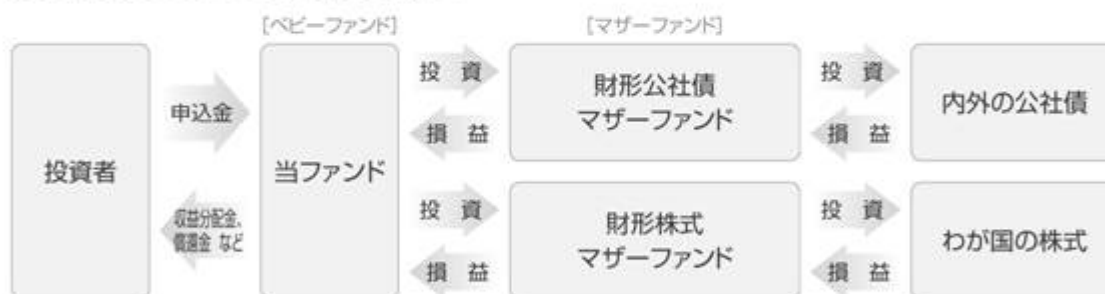 [ベビーファンド]
[マザーファンド]
投資者
申込金
収益分配金、
償還金 など
当ファンド
投 資
損 益
財形公社債
マザーファンド
投 資
損 益
内外の公社債
投 資
損 益
財形株式
マザーファンド
投 資
損 益
わが国の株式